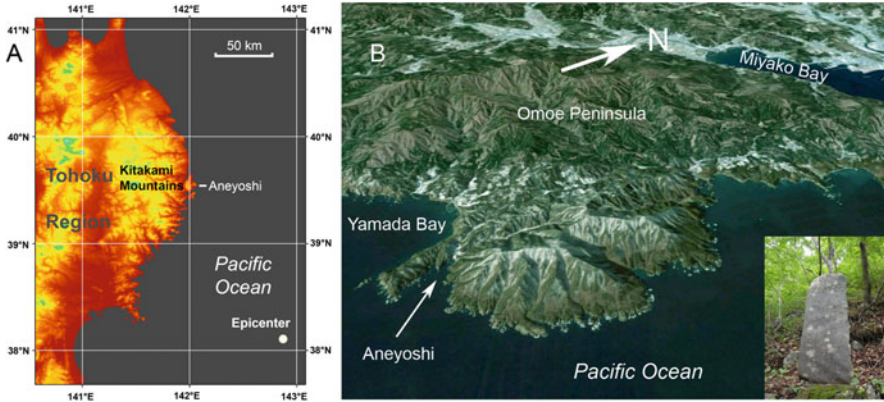 A
141°E
142°E
143°E
41°N
41°N
50 km
40°N
40°N
Tohoku
Region
Kitakami
Mountains
Aneyoshi
39°N
39°N
Pacific
Ocean
Epicenter
38°N
38°N
141°E
142°E
143°E
B
N
Miyako Bay
Omoe Peninsula
Yamada Bay
Aneyoshi
Pacific Ocean